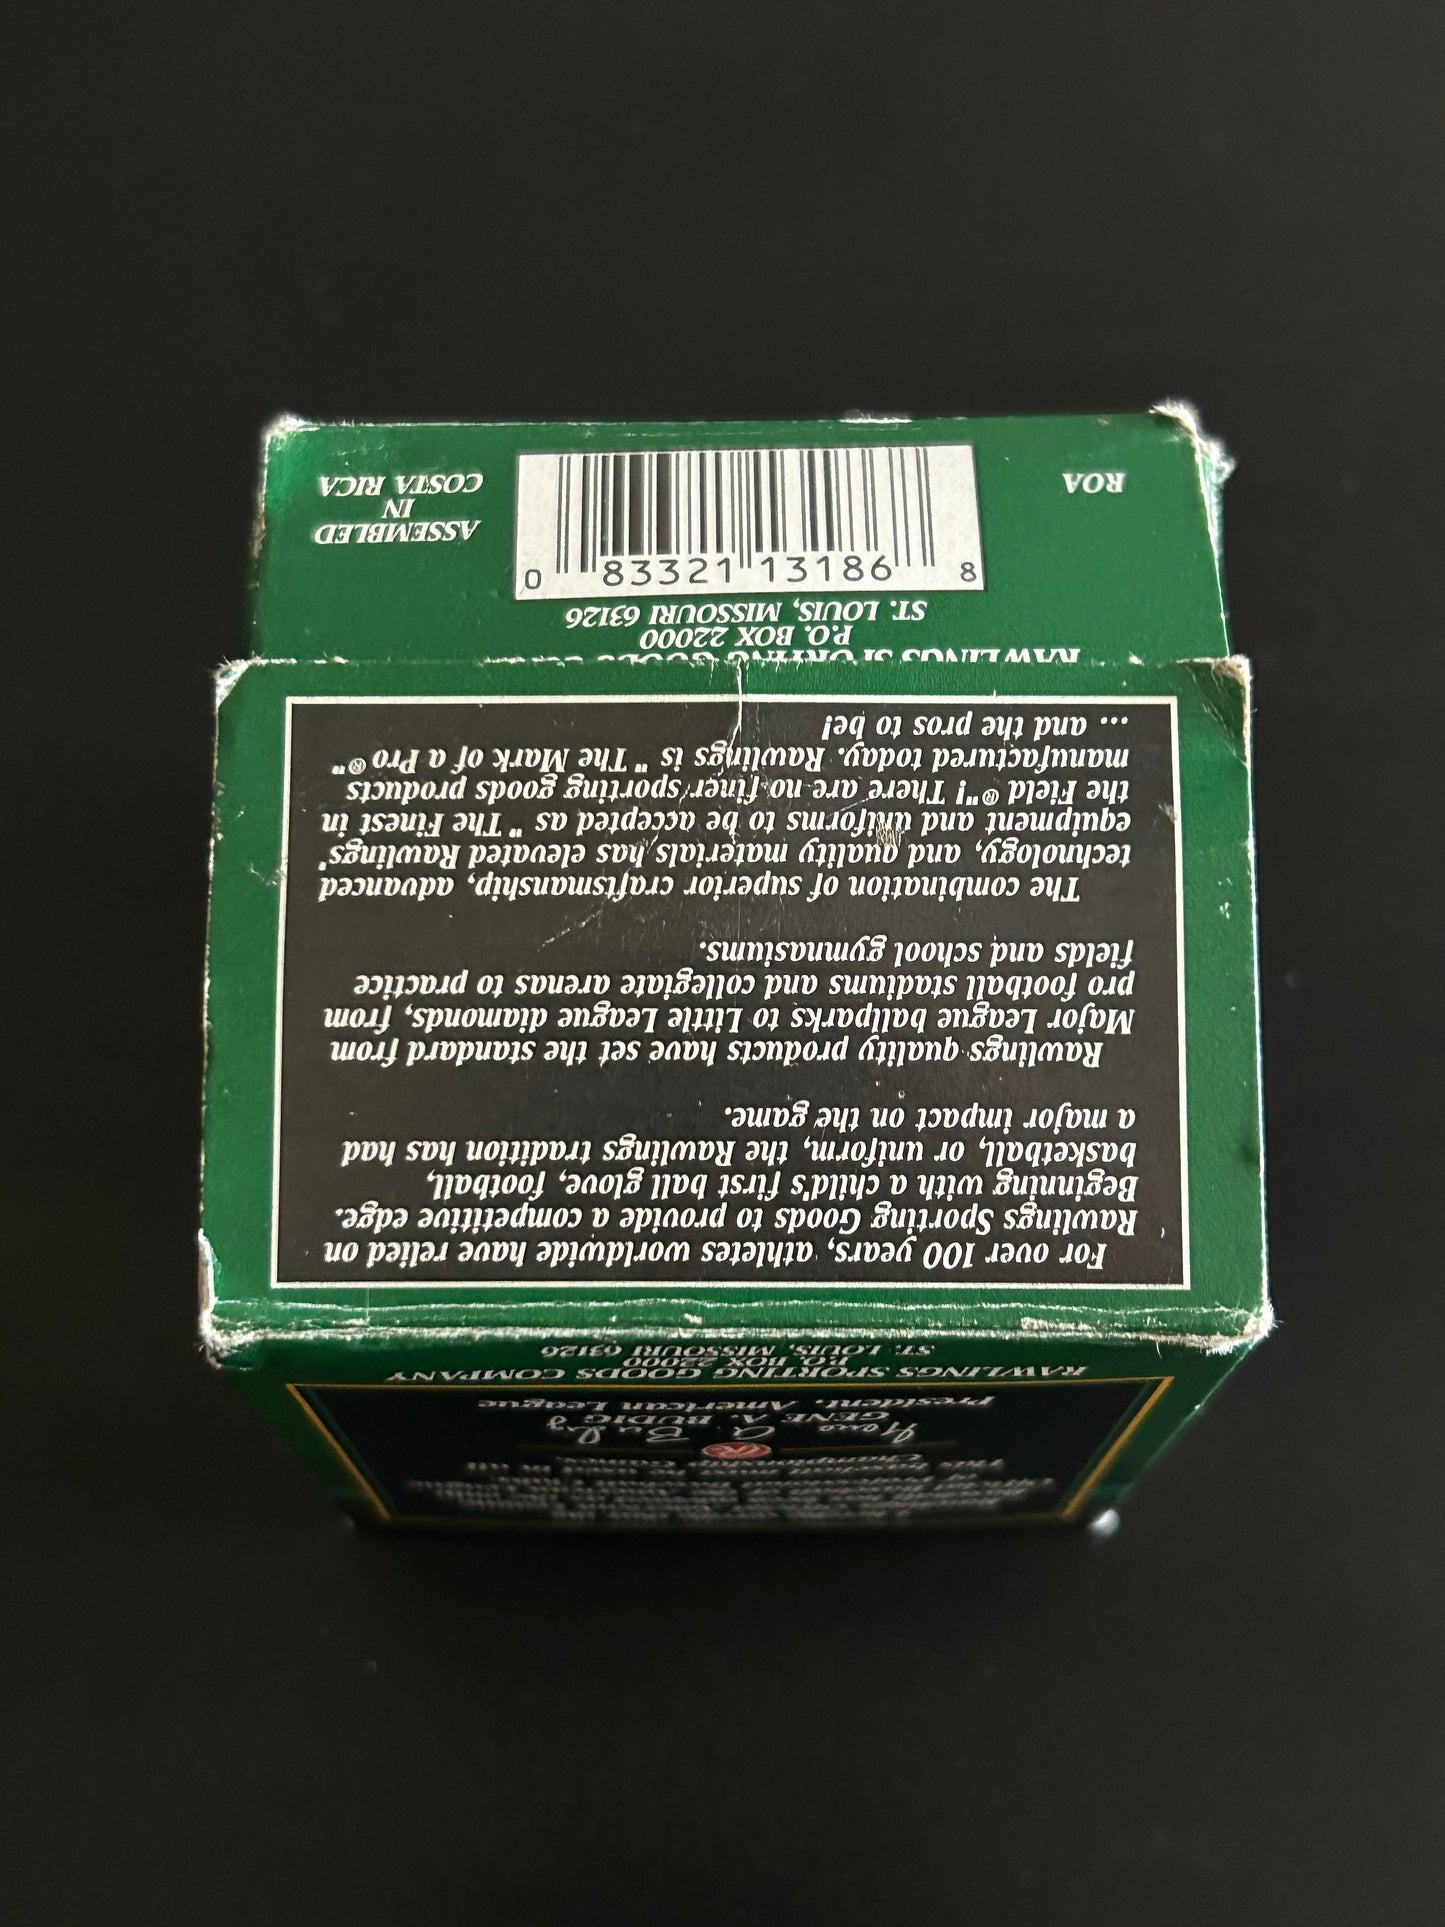 For over 100 years, athletes worldwide have relied on
Rawlings Sporting Goods to provide a competitive edge.
Beginning with a child's first ball glove, football,
basketball, or uniform, the Rawlings tradition has had
a major impact on the game.
Rawlings quality products have set the standard from
Major League ballparks to Little League diamonds, from
pro football stadiums and collegiate arenas to practice
fields and school gymnasiums.
The combination of superior craftsmanship, advanced
technology, and quality materials has elevated Rawlings'
equipment and uniforms to be accepted as "The Finest in
the Field®"! There are no finer sporting goods products
manufactured today. Rawlings is "The Mark of a Pro®"
... and the pros to be!
RAWLINGS SPORTING GOODS
P.O. BOX 22000
ST. LOUIS, MISSOURI 63126
0 83321 13186 8
ROA
ASSEMBLED
IN
COSTA RICA
GENE A. BUDIG
President, American League
RAWLINGS SPORTING GOODS COMPANY
P.O. BOX 22000
ST. LOUIS, MISSOURI 63126